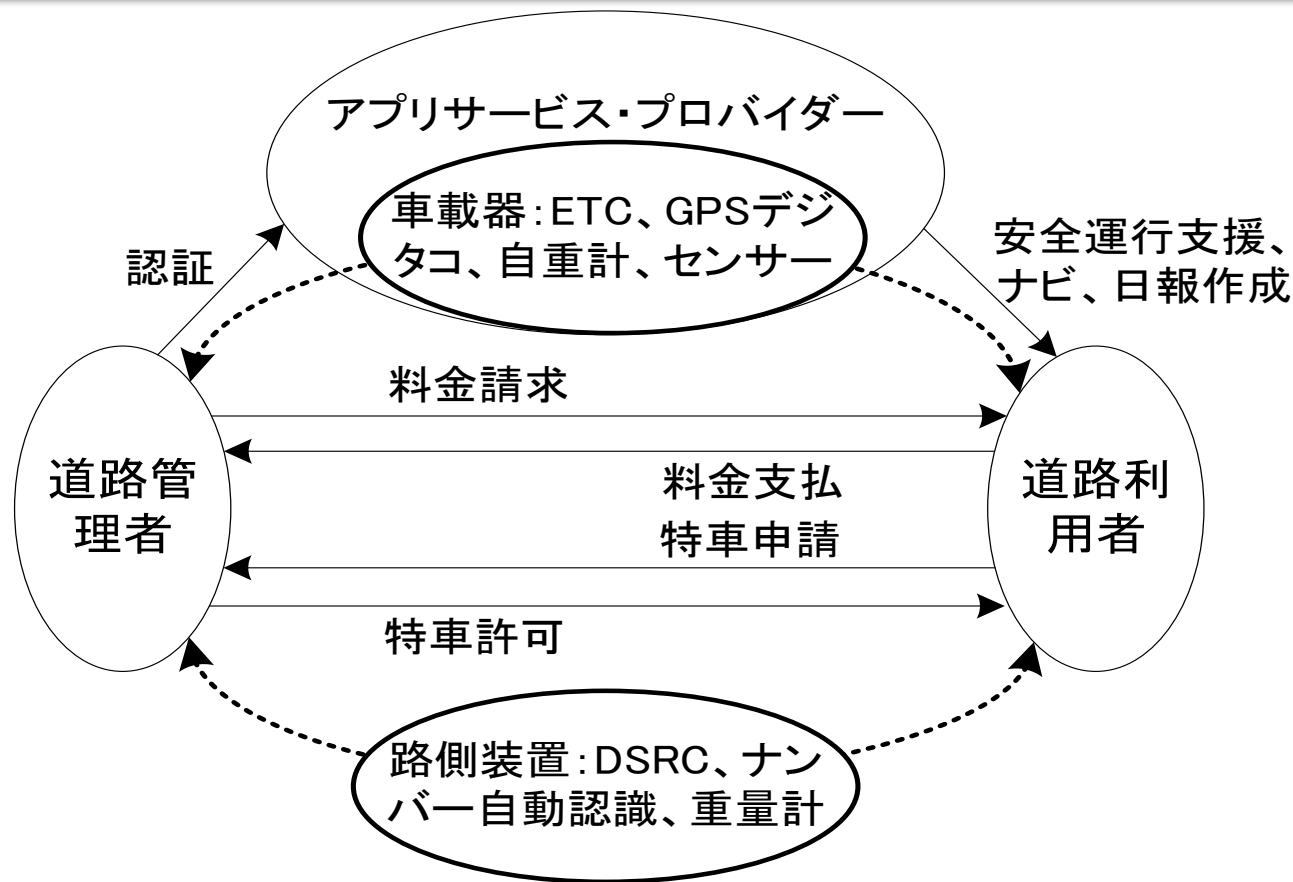 アプリサービス・プロバイダー
車載器:ETC、GPSデジ
タコ、自重計、センサー
認証
安全運行支援、
ナビ、日報作成
料金請求
道路管
理者
料金支払
道路利
用者
特車申請
特車許可
路側装置:DSRC、ナン
バー自動認識、重量計